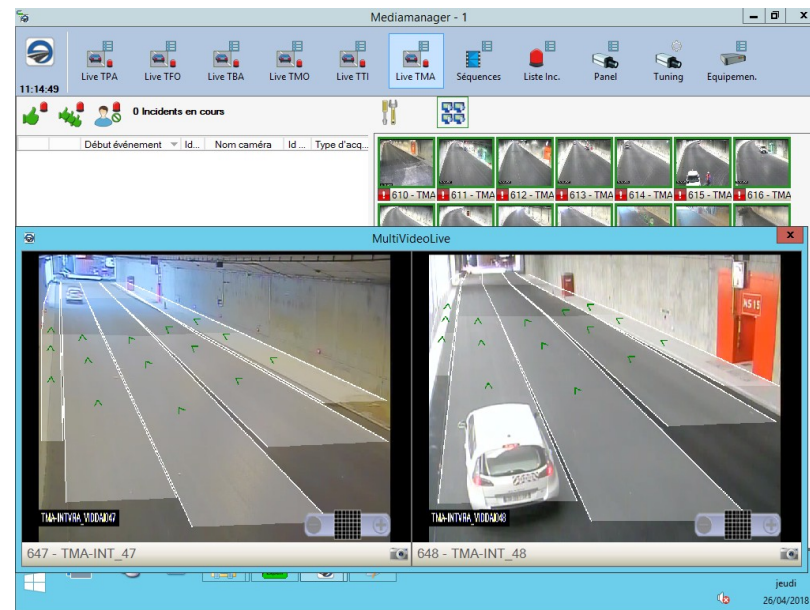 Mediamanager - 1
Live TPA Live TFO Live TBA Live TMO Live TTI Live TMA Séquences Liste Inc. Panel Tuning Equipemen.
11:14:49
0 Incidents en cours
Début événement Id... Nom caméra Id ... Type d'acq...
610 - TMA 611 - TMA 612 - TMA 613 - TMA 614 - TMA 615 - TMA 616 - TMA
MultiVideoLive
AS15
TMA-INTVRA_VIDDAI047 TMA-INTVRA_VIDDAI048
647 - TMA-INT_47 648 - TMA-INT_48
jeudi
26/04/2018